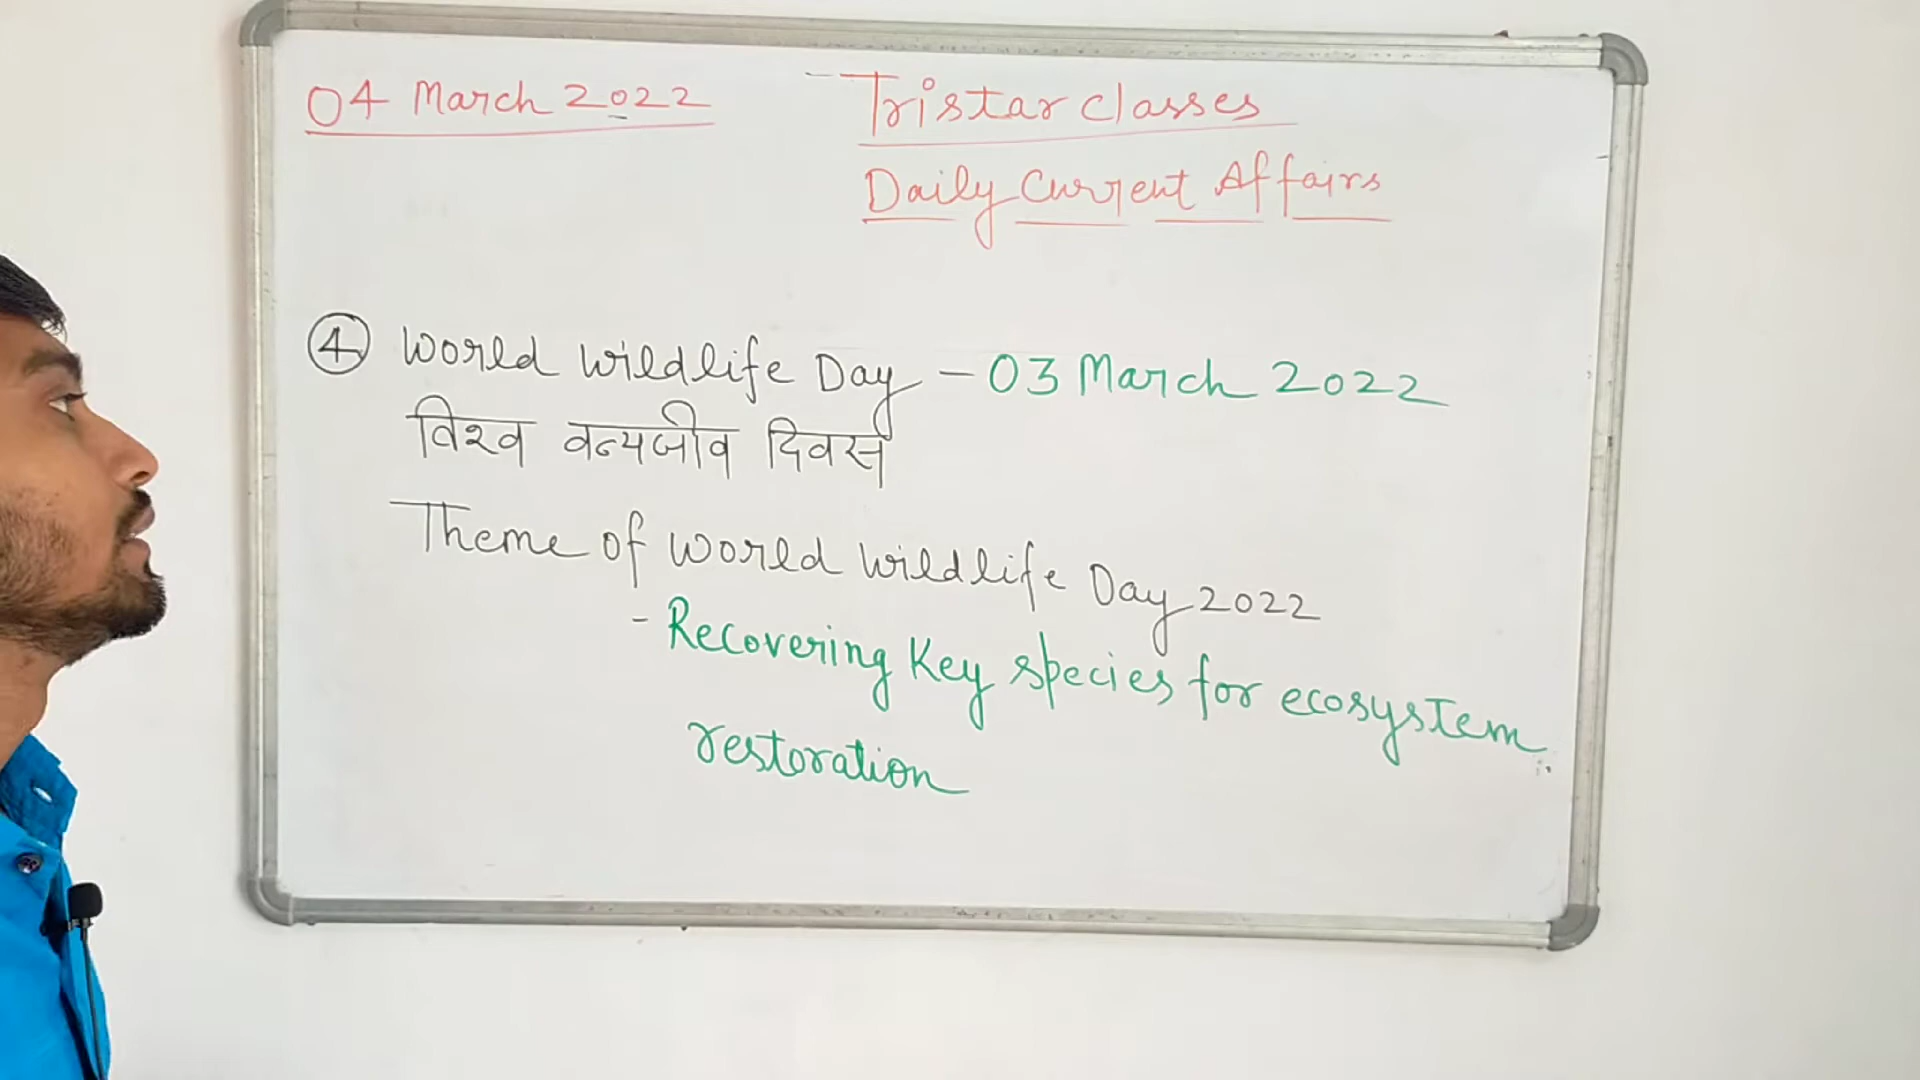 04 March 2022
Tristar classes
Daily Current Affairs
④ World Wildlife Day - 03 March 2022
विश्व वन्यजीव दिवस
Theme of World Wildlife Day 2022
- Recovering Key species for ecosystem
restoration